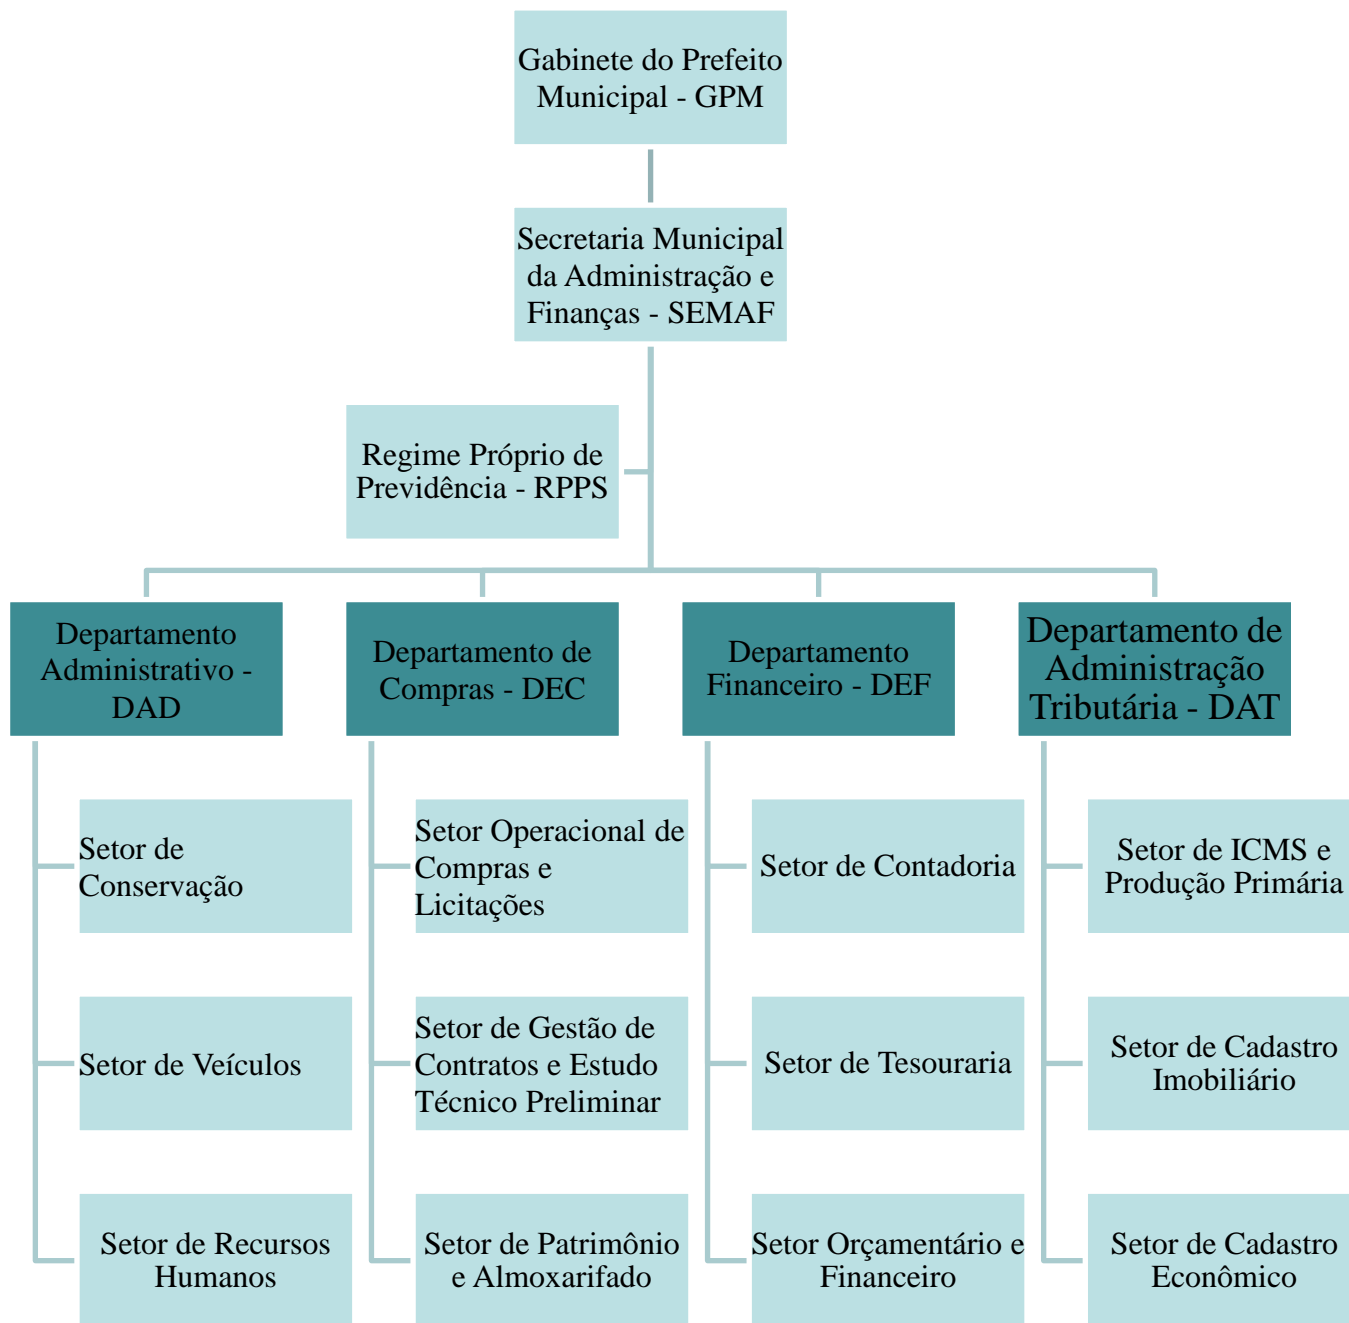 Gabinete do Prefeito
Municipal - GPM
Secretaria Municipal
da Administração e
Finanças - SEMAF
Regime Próprio de
Previdência - RPPS
Departamento
Administrativo -
DAD
Departamento de
Compras - DEC
Departamento
Financeiro - DEF
Departamento de
Administração
Tributária - DAT
Setor de
Conservação
Setor Operacional de
Compras e
Licitações
Setor de Contadoria
Setor de ICMS e
Produção Primária
Setor de Veículos
Setor de Gestão de
Contratos e Estudo
Técnico Preliminar
Setor de Tesouraria
Setor de Cadastro
Imobiliário
Setor de Recursos
Humanos
Setor de Patrimônio
e Almoxarifado
Setor Orçamentário e
Financeiro
Setor de Cadastro
Econômico